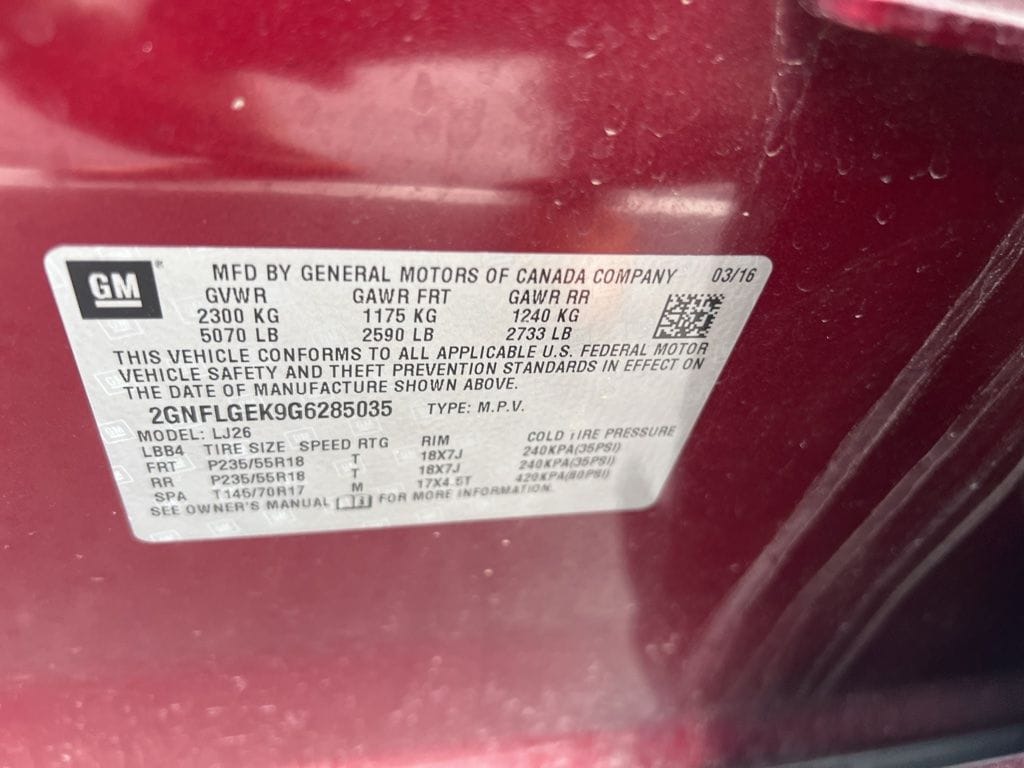 GM MFD BY GENERAL MOTORS OF CANADA COMPANY 03/16
GVWR GAWR FRT GAWR RR
2300 KG 1175 KG 1240 KG
5070 LB 2590 LB 2733 LB
THIS VEHICLE CONFORMS TO ALL APPLICABLE U.S. FEDERAL MOTOR
VEHICLE SAFETY AND THEFT PREVENTION STANDARDS IN EFFECT ON
THE DATE OF MANUFACTURE SHOWN ABOVE.
2GNFLGEK9G6285035 TYPE: M.P.V.
MODEL: LJ26
LBB4 TIRE SIZE SPEED RTG RIM COLD TIRE PRESSURE
FRT P235/55R18 T 18X7J 240KPA(35PSI)
RR P235/55R18 T 18X7J 240KPA(35PSI)
SPA T145/70R17 M 17X4.5T 420KPA(60PSI)
SEE OWNER'S MANUAL FOR MORE INFORMATION.